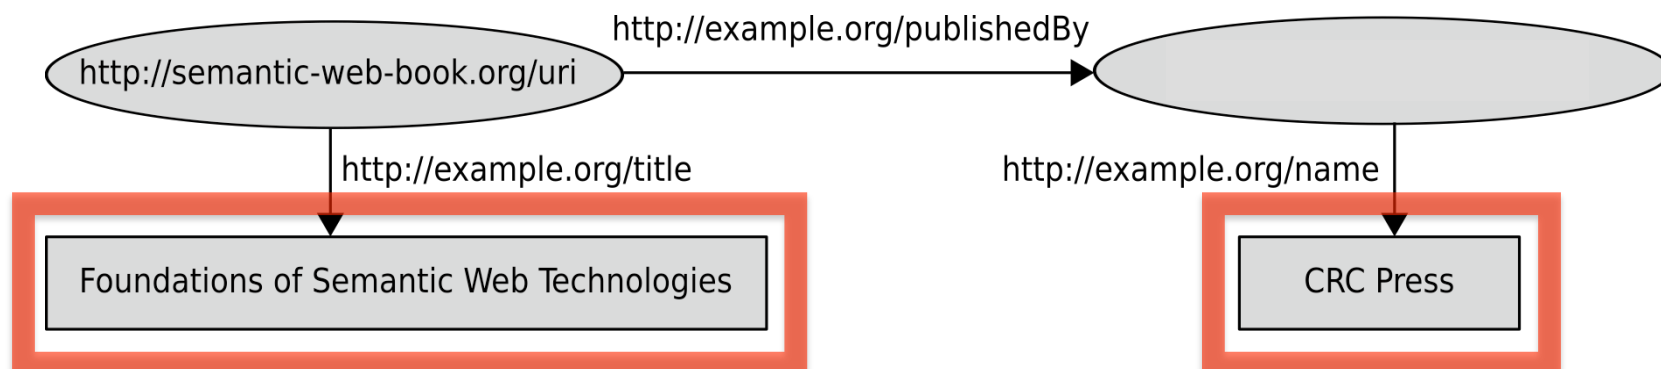 http://example.org/publishedBy
http://semantic-web-book.org/uri
http://example.org/title
http://example.org/name
Foundations of Semantic Web Technologies
CRC Press